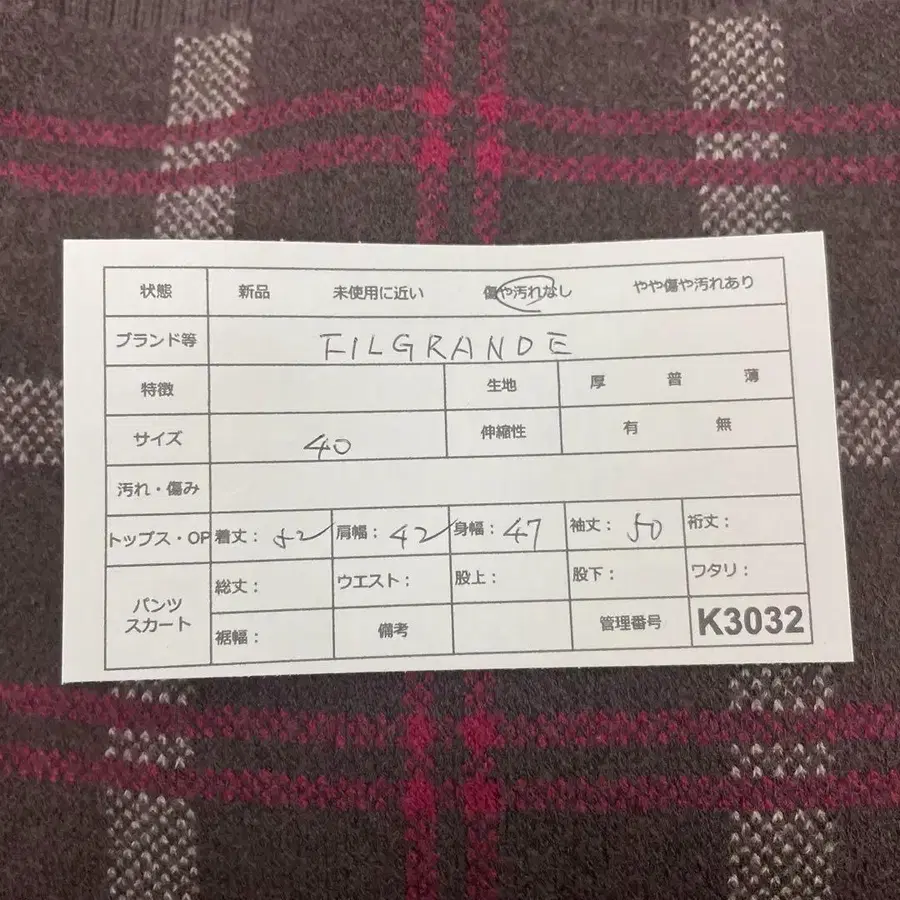 状態 新品 未使用に近い 傷や汚れなし やや傷や汚れあり
ブランド等 FILGRANDE
特徴 生地 厚 普 薄
サイズ 40 伸縮性 有 無
汚れ・傷み
トップス・OP 着丈: 52 肩幅: 42 身幅: 47 袖丈: 50 裄丈:
パンツ スカート 総丈: ウエスト: 股上: 股下: ワタリ:
裾幅: 備考 管理番号 K3032